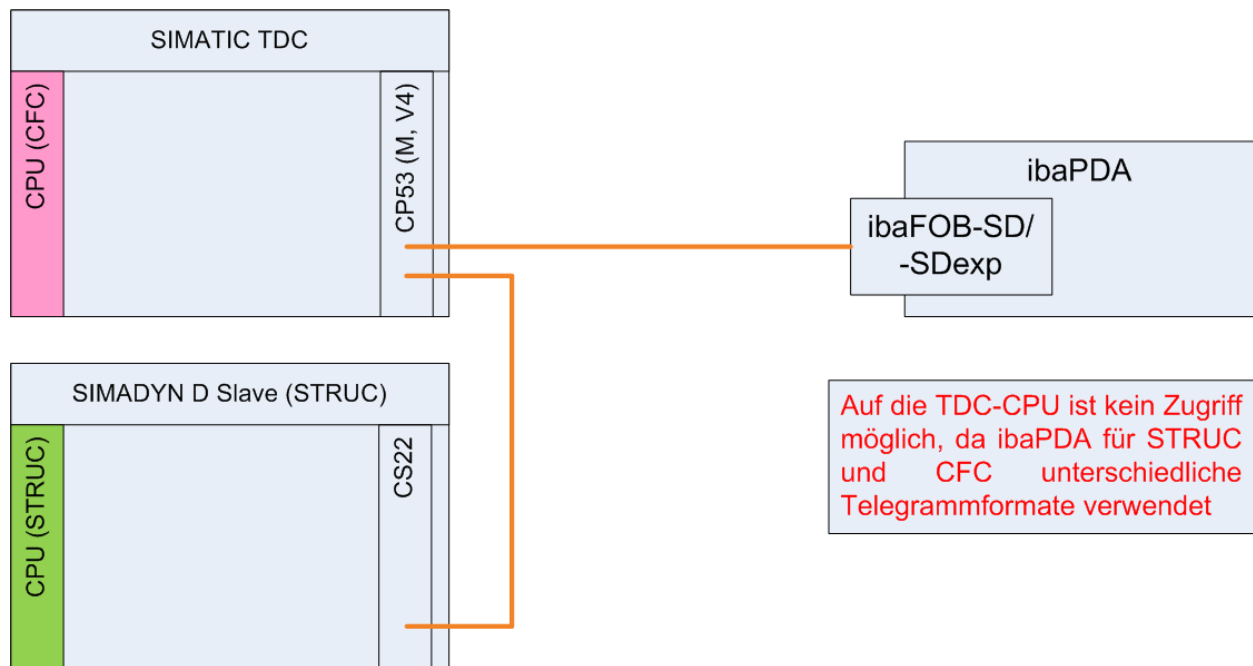 SIMATIC TDC
CPU (CFC)
CP53 (M, V4)
ibaPDA
ibaFOB-SD/
-SDexp
SIMADYN D Slave (STRUC)
CPU (STRUC)
CS22
Auf die TDC-CPU ist kein Zugriff
möglich, da ibaPDA für STRUC
und CFC unterschiedliche
Telegrammformate verwendet